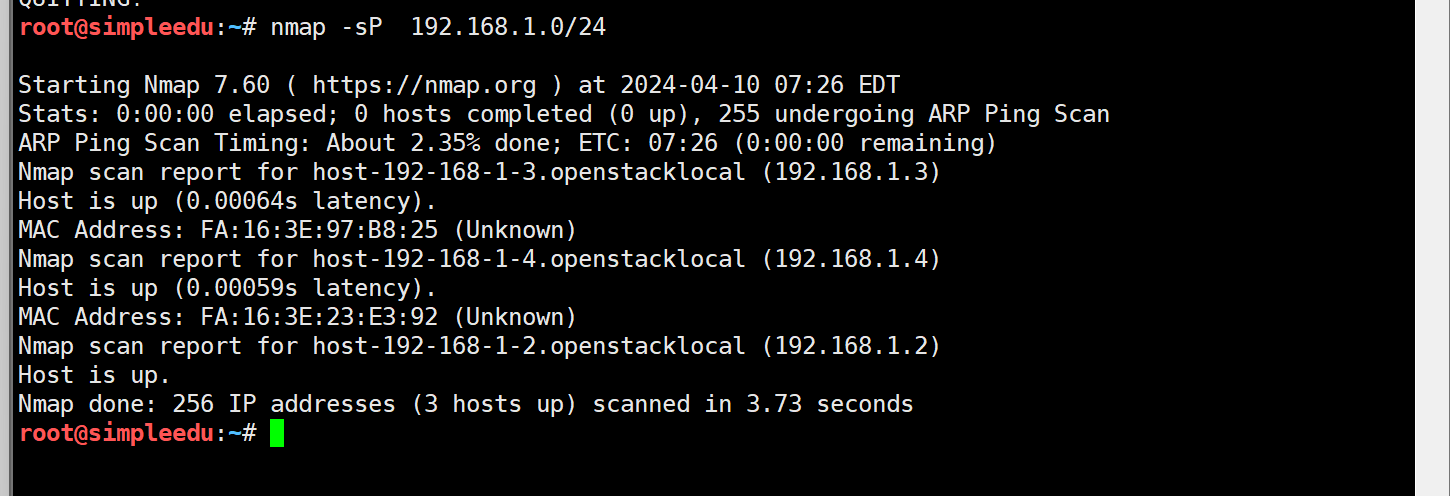 QUITTING!
root@simpleedu:~# nmap -sP  192.168.1.0/24
Starting Nmap 7.60 ( https://nmap.org ) at 2024-04-10 07:26 EDT
Stats: 0:00:00 elapsed; 0 hosts completed (0 up), 255 undergoing ARP Ping Scan
ARP Ping Scan Timing: About 2.35% done; ETC: 07:26 (0:00:00 remaining)
Nmap scan report for host-192-168-1-3.openstacklocal (192.168.1.3)
Host is up (0.00064s latency).
MAC Address: FA:16:3E:97:B8:25 (Unknown)
Nmap scan report for host-192-168-1-4.openstacklocal (192.168.1.4)
Host is up (0.00059s latency).
MAC Address: FA:16:3E:23:E3:92 (Unknown)
Nmap scan report for host-192-168-1-2.openstacklocal (192.168.1.2)
Host is up.
Nmap done: 256 IP addresses (3 hosts up) scanned in 3.73 seconds
root@simpleedu:~#